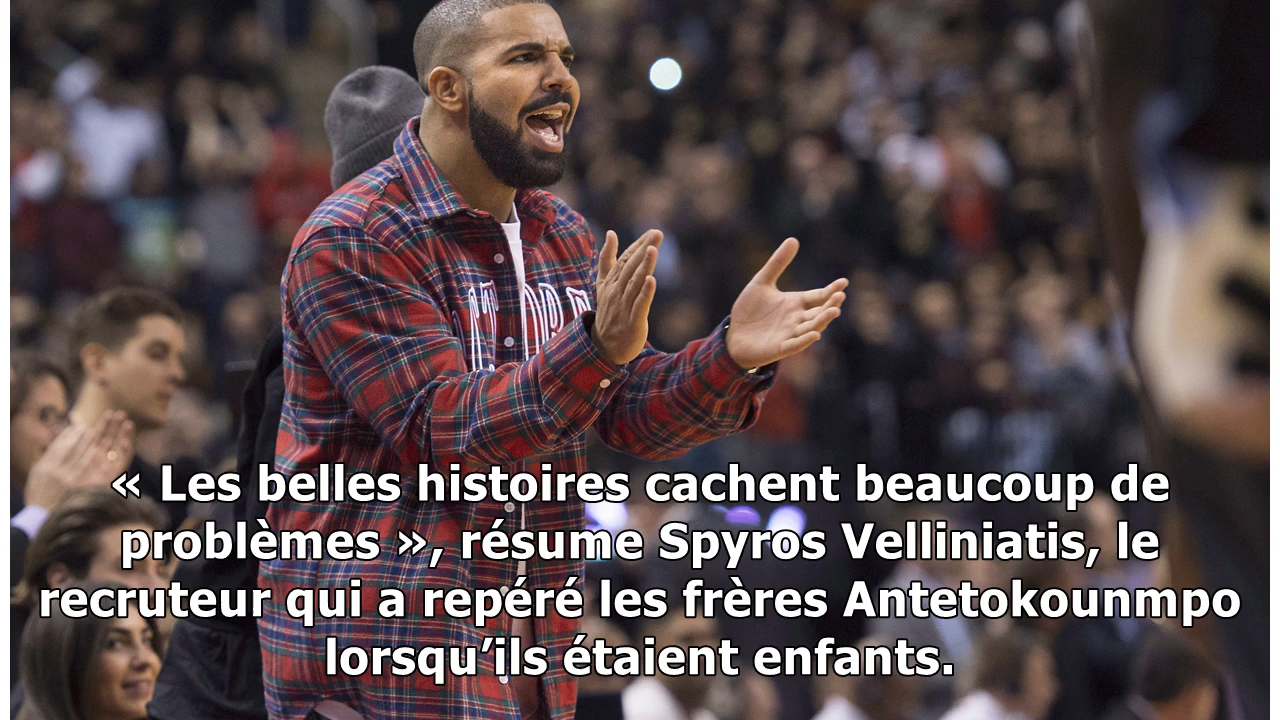 « Les belles histoires cachent beaucoup de
problèmes », résume Spyros Velliniatis, le
recruteur qui a repéré les frères Antetokounmpo
lorsqu’ils étaient enfants.